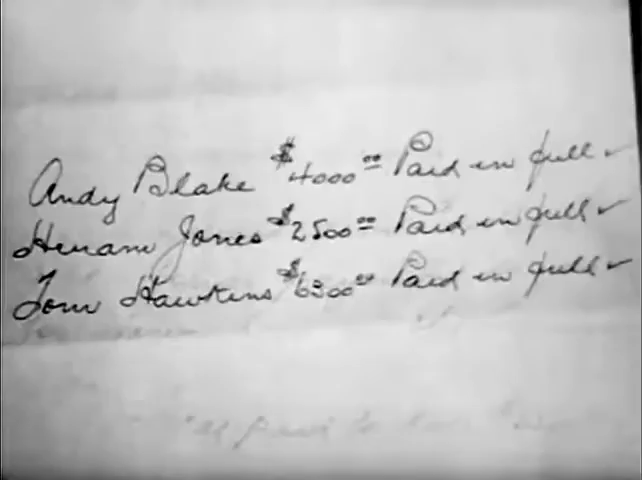 Andy Blake $4000.00 Paid in full ✓
Hiram Jones $2500.00 Paid in full ✓
Tom Hawkins $6300.00 Paid in full ✓